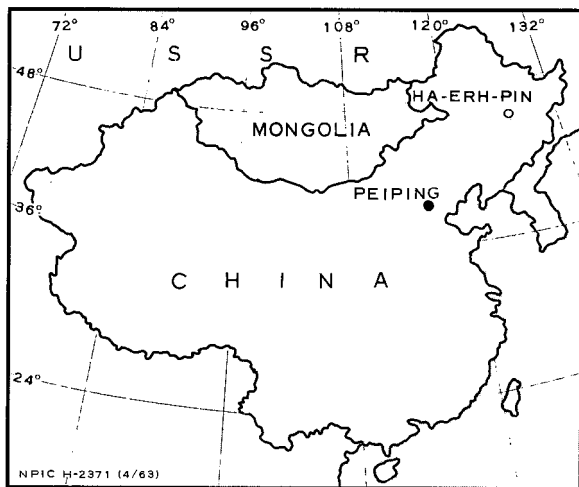 72° 84° 96° 108° 120° 132°
U S S R
48°
HA-ERH-PIN
MONGOLIA
PEIPING
36°
C H I N A
24°
NPIC H-2371 (4/63)